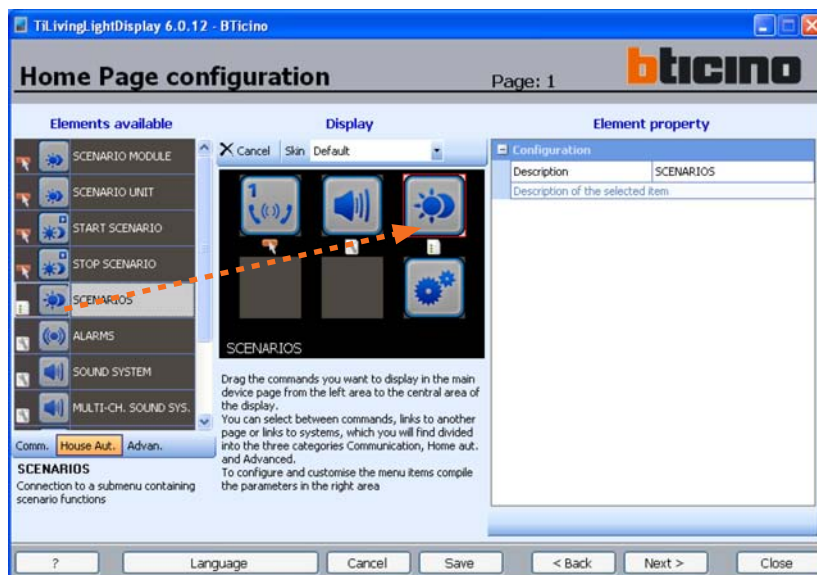 TiLivingLightDisplay 6.0.12 - BTicino
Home Page configuration
Page: 1
bticino
Elements available
Display
Element property
SCENARIO MODULE
SCENARIO UNIT
START SCENARIO
STOP SCENARIO
SCENARIOS
ALARMS
SOUND SYSTEM
MULTI-CH. SOUND SYS.
Comm. House Aut. Advan.
SCENARIOS
Connection to a submenu containing
scenario functions
Cancel Skin Default
1
SCENARIOS
Drag the commands you want to display in the main
device page from the left area to the central area of
the display.
You can select between commands, links to another
page or links to systems, which you will find divided
into the three categories Communication, Home aut.
and Advanced.
To configure and customise the menu items compile
the parameters in the right area
Configuration
Description SCENARIOS
Description of the selected item
? Language Cancel Save < Back Next > Close